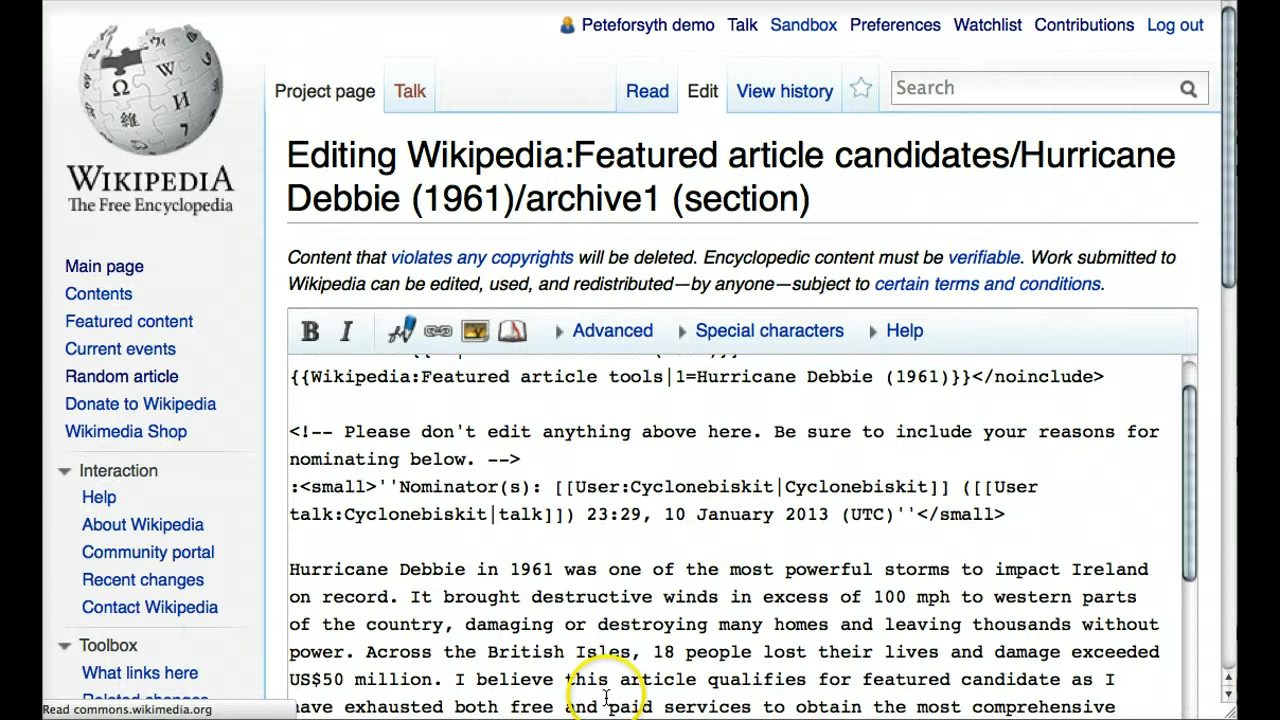 Peteforsyth demo Talk Sandbox Preferences Watchlist Contributions Log out
Project page Talk Read Edit View history Search
WIKIPEDIA
The Free Encyclopedia
Editing Wikipedia:Featured article candidates/Hurricane
Debbie (1961)/archive1 (section)
Content that violates any copyrights will be deleted. Encyclopedic content must be verifiable. Work submitted to
Wikipedia can be edited, used, and redistributed—by anyone—subject to certain terms and conditions.
Main page
Contents
Featured content
Current events
Random article
Donate to Wikipedia
Wikimedia Shop
Interaction
Help
About Wikipedia
Community portal
Recent changes
Contact Wikipedia
Toolbox
What links here
Read commons.wikimedia.org
B I Advanced Special characters Help
{{Wikipedia:Featured article tools|1=Hurricane Debbie (1961)}}</noinclude>
<!-- Please don't edit anything above here. Be sure to include your reasons for
nominating below. -->
:<small>''Nominator(s): [[User:Cyclonebiskit|Cyclonebiskit]] ([[User
talk:Cyclonebiskit|talk]]) 23:29, 10 January 2013 (UTC)''</small>
Hurricane Debbie in 1961 was one of the most powerful storms to impact Ireland
on record. It brought destructive winds in excess of 100 mph to western parts
of the country, damaging or destroying many homes and leaving thousands without
power. Across the British Isles, 18 people lost their lives and damage exceeded
US$50 million. I believe this article qualifies for featured candidate as I
have exhausted both free and paid services to obtain the most comprehensive